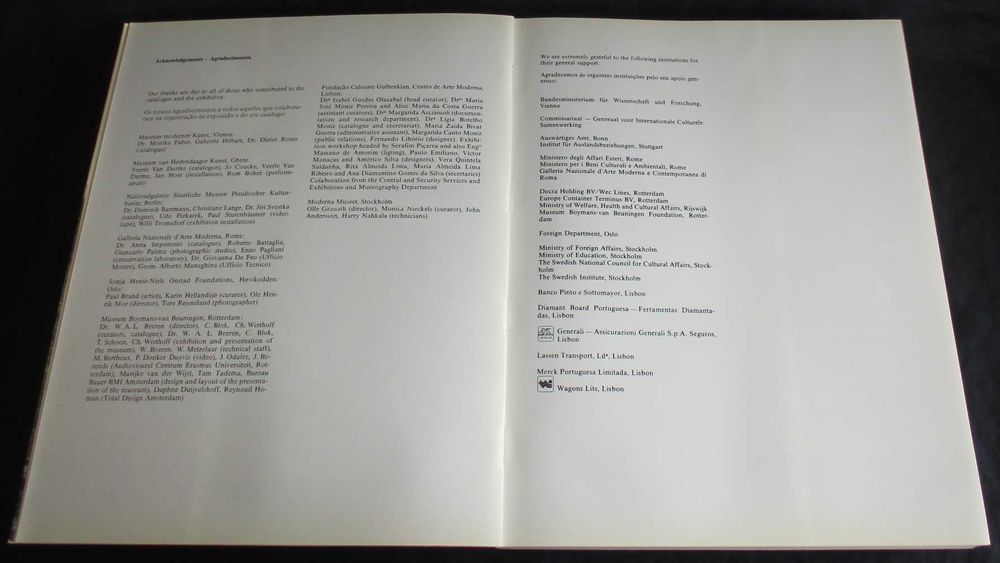 Acknowledgements - Agradecimentos
Our thanks are due to all of those who contributed to the
catalogue and the exhibition:
Os nossos agradecimentos a todos aqueles que colabora-
ram na organização da exposição e do seu catálogo:
Museum moderner Kunst, Vienna:
Dr. Monika Faber, Gabriele Höbart, Dr. Dieter Ronte
(catalogue)
Museum van Hedendaagse Kunst, Ghent:
Veerle Van Durme (catalogue), Jo Coucke, Veerle Van
Durme, Jan Hoet (installation), Rom Bohez (perform-
ances)
Nationalgalerie Staatliche Museen Preußischer Kultur-
besitz, Berlin:
Dr. Dominik Bartmann, Christiane Lange, Dr. Jiri Svestka
(catalogue), Udo Piekarek, Paul Stutenbäumer (video
tape), Willi Tromsdorf (exhibition installation)
Galleria Nazionale d'Arte Moderna, Rome:
Dr. Anna Imponente (catalogue), Roberto Battaglia,
Giancarlo Paletta (photographic studio), Enzo Pagliani
(conservation laboratory), Dr. Giovanna De Feo (Ufficio
Mostre), Geom. Alberto Muneghina (Ufficio Tecnico)
Sonja Henie-Niels Onstad Foundations, Høvikodden/
Oslo:
Paul Brand (artist), Karin Hellandsjø (curator), Ole Hen-
rik Moe (director), Tore Røyneland (photographer)
Museum Boymans-van Beuningen, Rotterdam:
Dr. W. A. L. Beeren (director), C. Blok, Ch. Wiethoff
(curators, catalogue), Dr. W. A. L. Beeren, C. Blok,
T. Schoon, Ch. Wiethoff (exhibition and presentation of
the museum), W. Boeren, W. Metzelaar (technical staff),
M. Bertheux, P. Donker Duyvis (video), J. Odufre, J. Be-
rends (Audiovisueel Centrum Erasmus Universiteit, Rot-
terdam), Marijke van der Wijst, Tam Tadema, Bureau
Bauer BMI Amsterdam (design and layout of the presenta-
tion of the museum), Daphne Duijvelshoff, Reynoud Ho-
man (Total Design Amsterdam)
Fundação Calouste Gulbenkian, Centro de Arte Moderna,
Lisbon:
Drª Isabel Guedes Olazabal (head curator), Drªs Maria
José Moniz Pereira and Alice Maria da Costa Guerra
(assistant curators), Drª Margarida Acciaiuoli (documen-
tation and research department), Drª Lígia Botelho
Moniz (catalogue and secretariat), Maria Zaida Bivar
Guerra (administrative assistant), Margarida Canto Moniz
(public relations), Fernando Libório (designer), Exhibi-
tion workshop headed by Serafim Piçarra and also Engº
Massano de Amorim (ligting), Paulo Emiliano, Victor
Manaças and Américo Silva (designers), Vera Quintela
Saldanha, Rita Almeida Lima, Maria Almeida Lima
Ribeiro and Ana Diamantino Gomes da Silva (secretaries)
Colaboration from the Central and Security Services and
Exhibitions and Museography Department
Moderna Museet, Stockholm
Olle Granath (director), Monica Nieckels (curator), John
Andersson, Harry Nahkala (technicians)
We are extremely grateful to the following institutions for
their general support:
Agradecemos às seguintes instituições pelo seu apoio gen-
eroso:
Bundesministerium für Wissenschaft und Forschung,
Vienna
Commissariaat — Generaal voor Internationale Culturele
Samenwerking
Auswärtiges Amt, Bonn
Institut für Auslandsbeziehungen, Stuttgart
Ministero degli Affari Esteri, Rome
Ministero per i Beni Culturali e Ambientali, Rome
Galleria Nazionale d'Arte Moderna e Contemporanea di
Roma
Docra Holding BV/Wec Lines, Rotterdam
Europe Container Terminus BV, Rotterdam
Ministry of Welfare, Health and Cultural Affairs, Rijswijk
Museum Boymans-van Beuningen Foundation, Rotter-
dam
Foreign Department, Oslo
Ministry of Foreign Affairs, Stockholm
Ministry of Education, Stockholm
The Swedish National Council for Cultural Affairs, Stock-
holm
The Swedish Institute, Stockholm
Banco Pinto e Sottomayor, Lisbon
Diamant Board Portuguesa — Ferramentas Diamanta-
das, Lisbon
Generali — Assicurazioni Generali S.p.A. Seguros,
Lisbon
Lassen Transport, Ldª, Lisbon
Merck Portuguesa Limitada, Lisbon
Wagons Lits, Lisbon